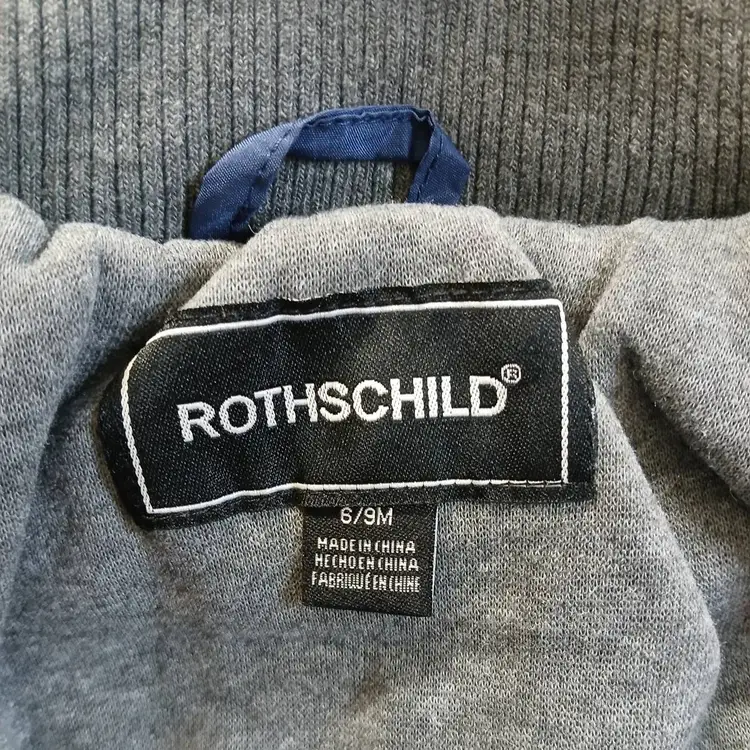 ROTHSCHILD®
6/9M
MADE IN CHINA
HECHO EN CHINA
FABRIQUÉ EN CHINE